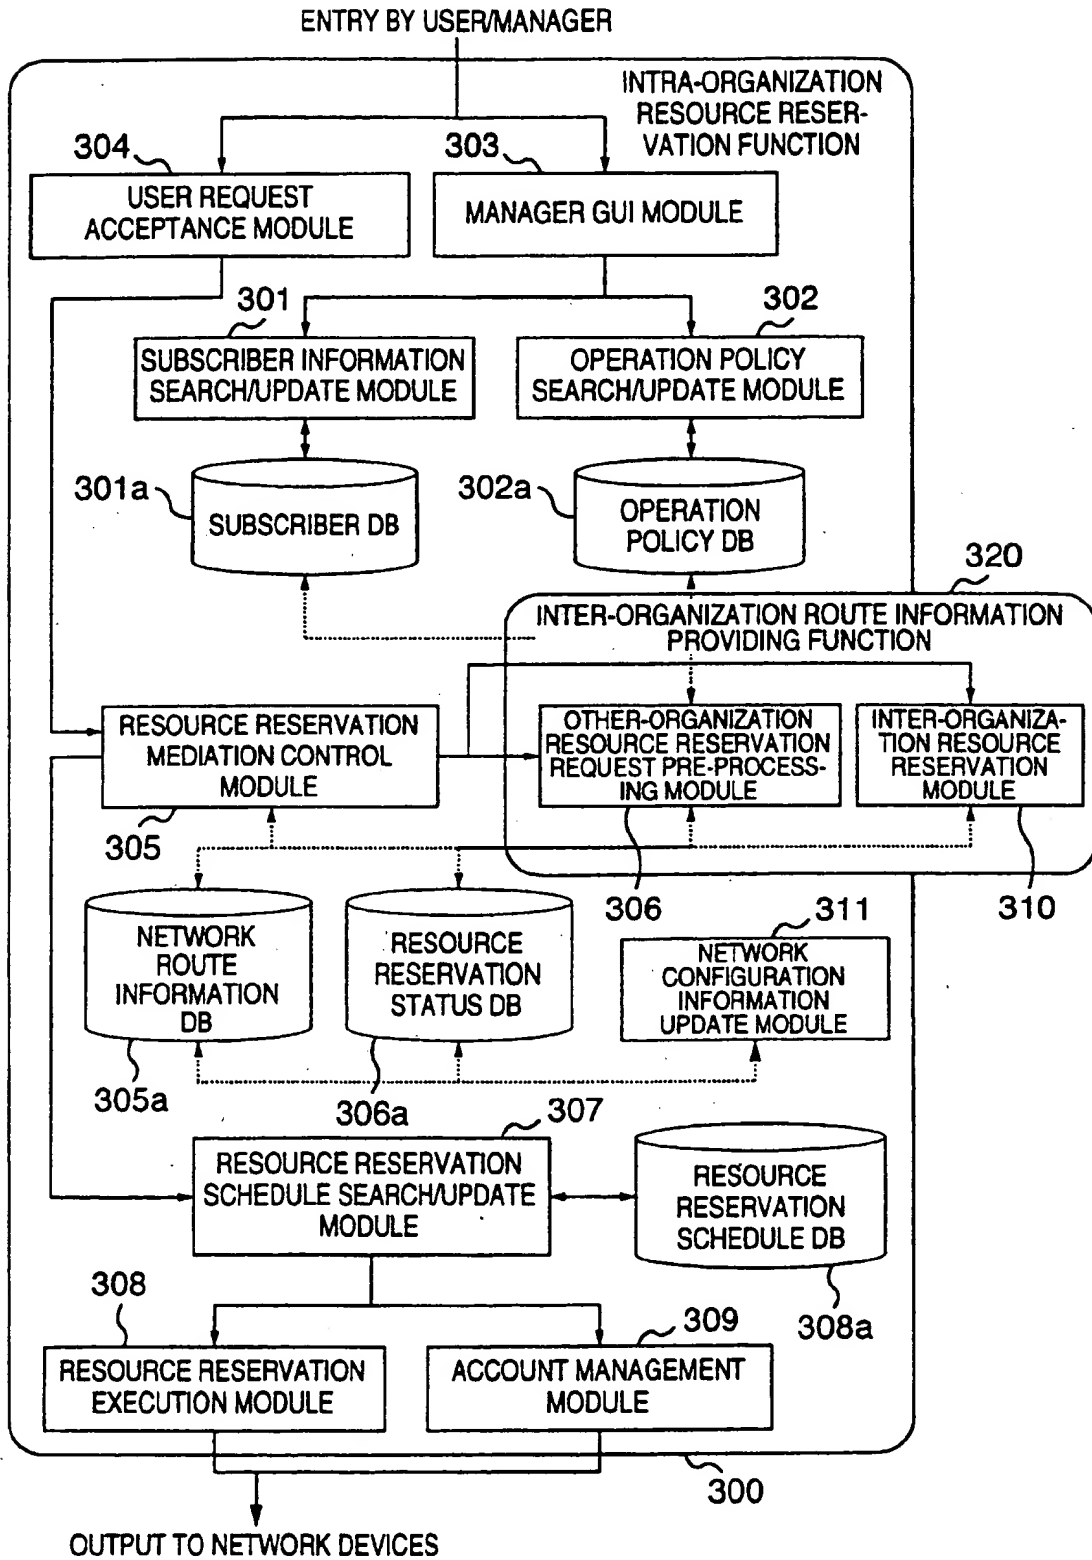 ENTRY BY USER/MANAGER
INTRA-ORGANIZATION
RESOURCE RESER-
VATION FUNCTION
304
303
USER REQUEST
ACCEPTANCE MODULE
MANAGER GUI MODULE
301
302
SUBSCRIBER INFORMATION
SEARCH/UPDATE MODULE
OPERATION POLICY
SEARCH/UPDATE MODULE
301a
SUBSCRIBER DB
302a
OPERATION
POLICY DB
320
INTER-ORGANIZATION ROUTE INFORMATION
PROVIDING FUNCTION
RESOURCE RESERVATION
MEDIATION CONTROL
MODULE
OTHER-ORGANIZATION
RESOURCE RESERVATION
REQUEST PRE-PROCESS-
ING MODULE
INTER-ORGANIZA-
TION RESOURCE
RESERVATION
MODULE
305
306
310
311
NETWORK
ROUTE
INFORMATION
DB
RESOURCE
RESERVATION
STATUS DB
NETWORK
CONFIGURATION
INFORMATION
UPDATE MODULE
305a
306a
307
RESOURCE RESERVATION
SCHEDULE SEARCH/UPDATE
MODULE
RESOURCE
RESERVATION
SCHEDULE DB
308a
308
309
RESOURCE RESERVATION
EXECUTION MODULE
ACCOUNT MANAGEMENT
MODULE
300
OUTPUT TO NETWORK DEVICES